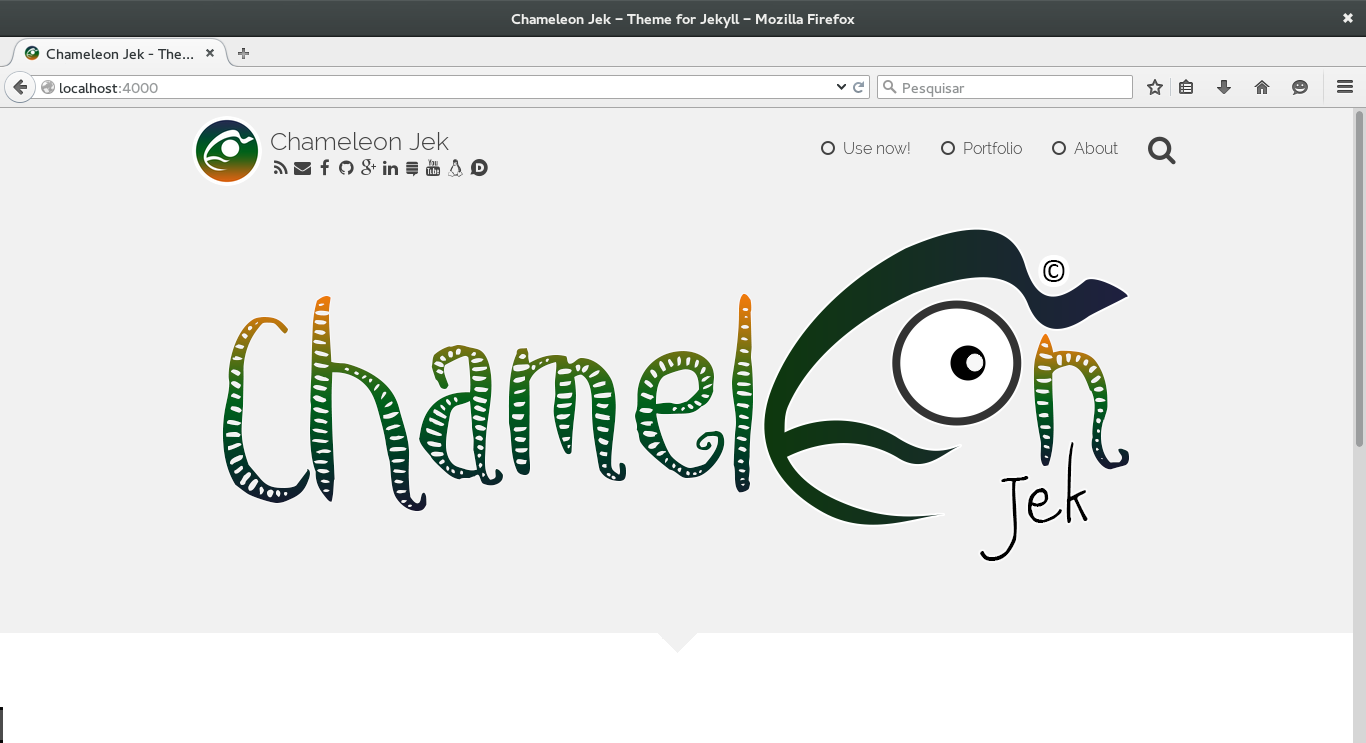 Chameleon Jek – Theme for Jekyll – Mozilla Firefox
Chameleon Jek - The...
localhost:4000
Pesquisar
Chameleon Jek
Use now! Portfolio About
©
Chameleon
Jek